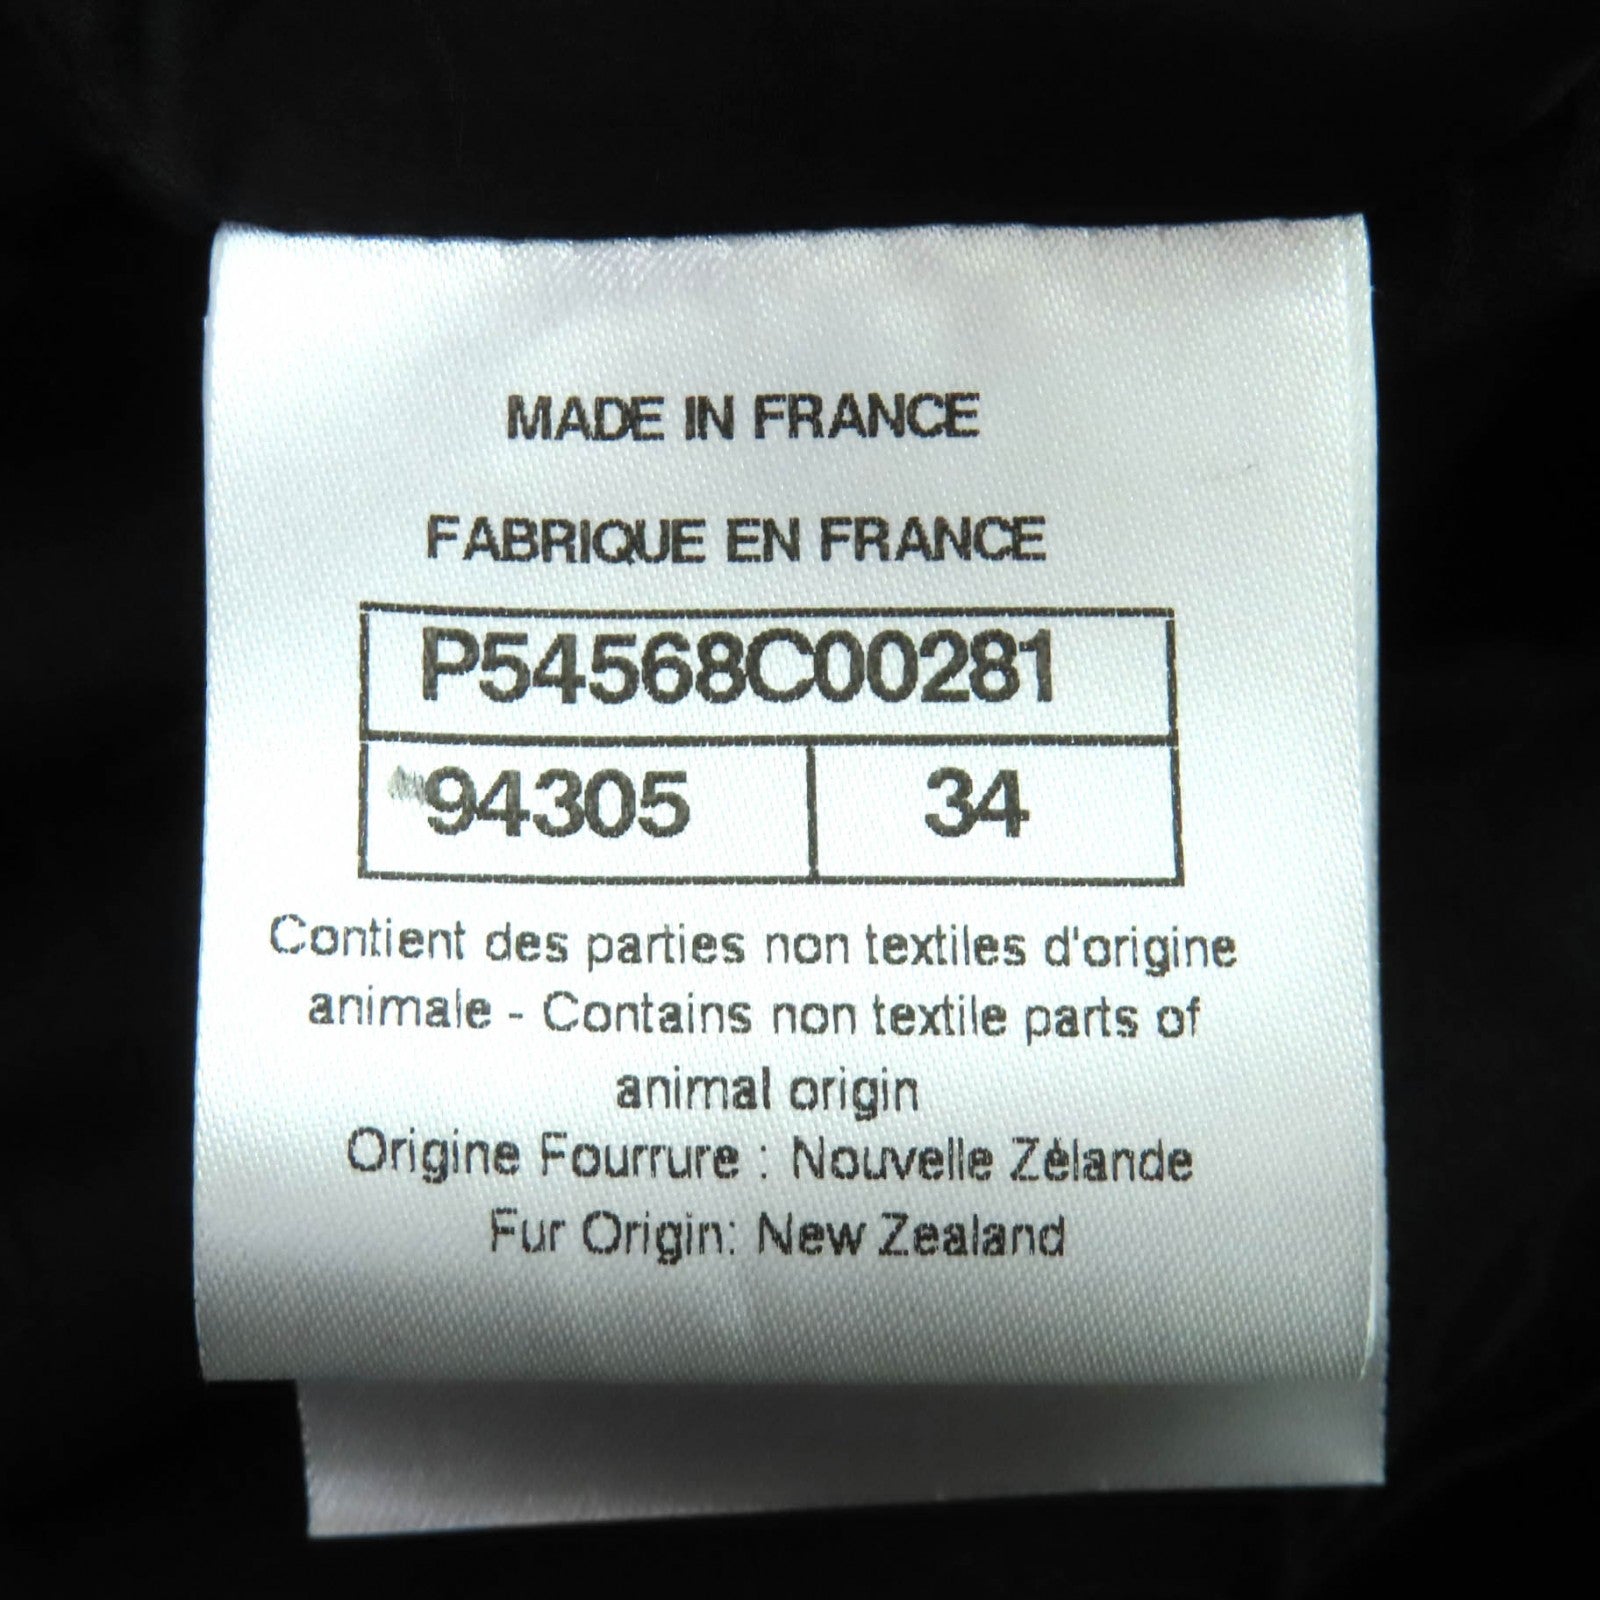 MADE IN FRANCE
FABRIQUE EN FRANCE
P54568C00281
94305 34
Contient des parties non textiles d'origine
animale - Contains non textile parts of
animal origin
Origine Fourrure : Nouvelle Zélande
Fur Origin: New Zealand